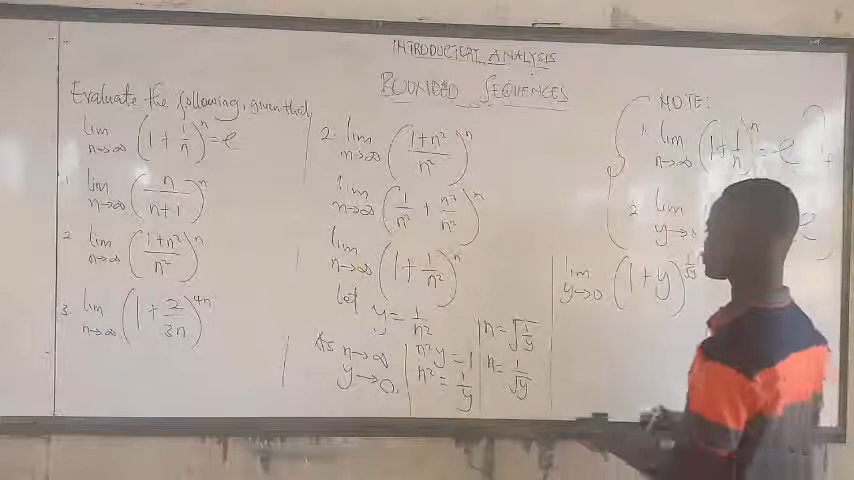 INTRODUCTORY ANALYSIS
BOUNDED SEQUENCES
Evaluate the following, given that
lim n→∞ (1 + 1/n)^n = e
1. lim n→∞ (n/(n+1))^n
2. lim n→∞ ((1+n²)/n²)^n
3. lim n→∞ (1 + 2/3n)^4n
2. lim n→∞ ((1+n²)/n²)^n
lim n→∞ (1/n² + n²/n²)^n
lim n→∞ (1 + 1/n²)^n
let y = 1/n²
As n→∞
y→0.
n²y = 1
n² = 1/y
n = √(1/y)
n = 1/√y
NOTE:
1. lim n→∞ (1 + 1/n)^n = e
2. lim y→ e
lim y→0 (1 + y)^(1/√y)